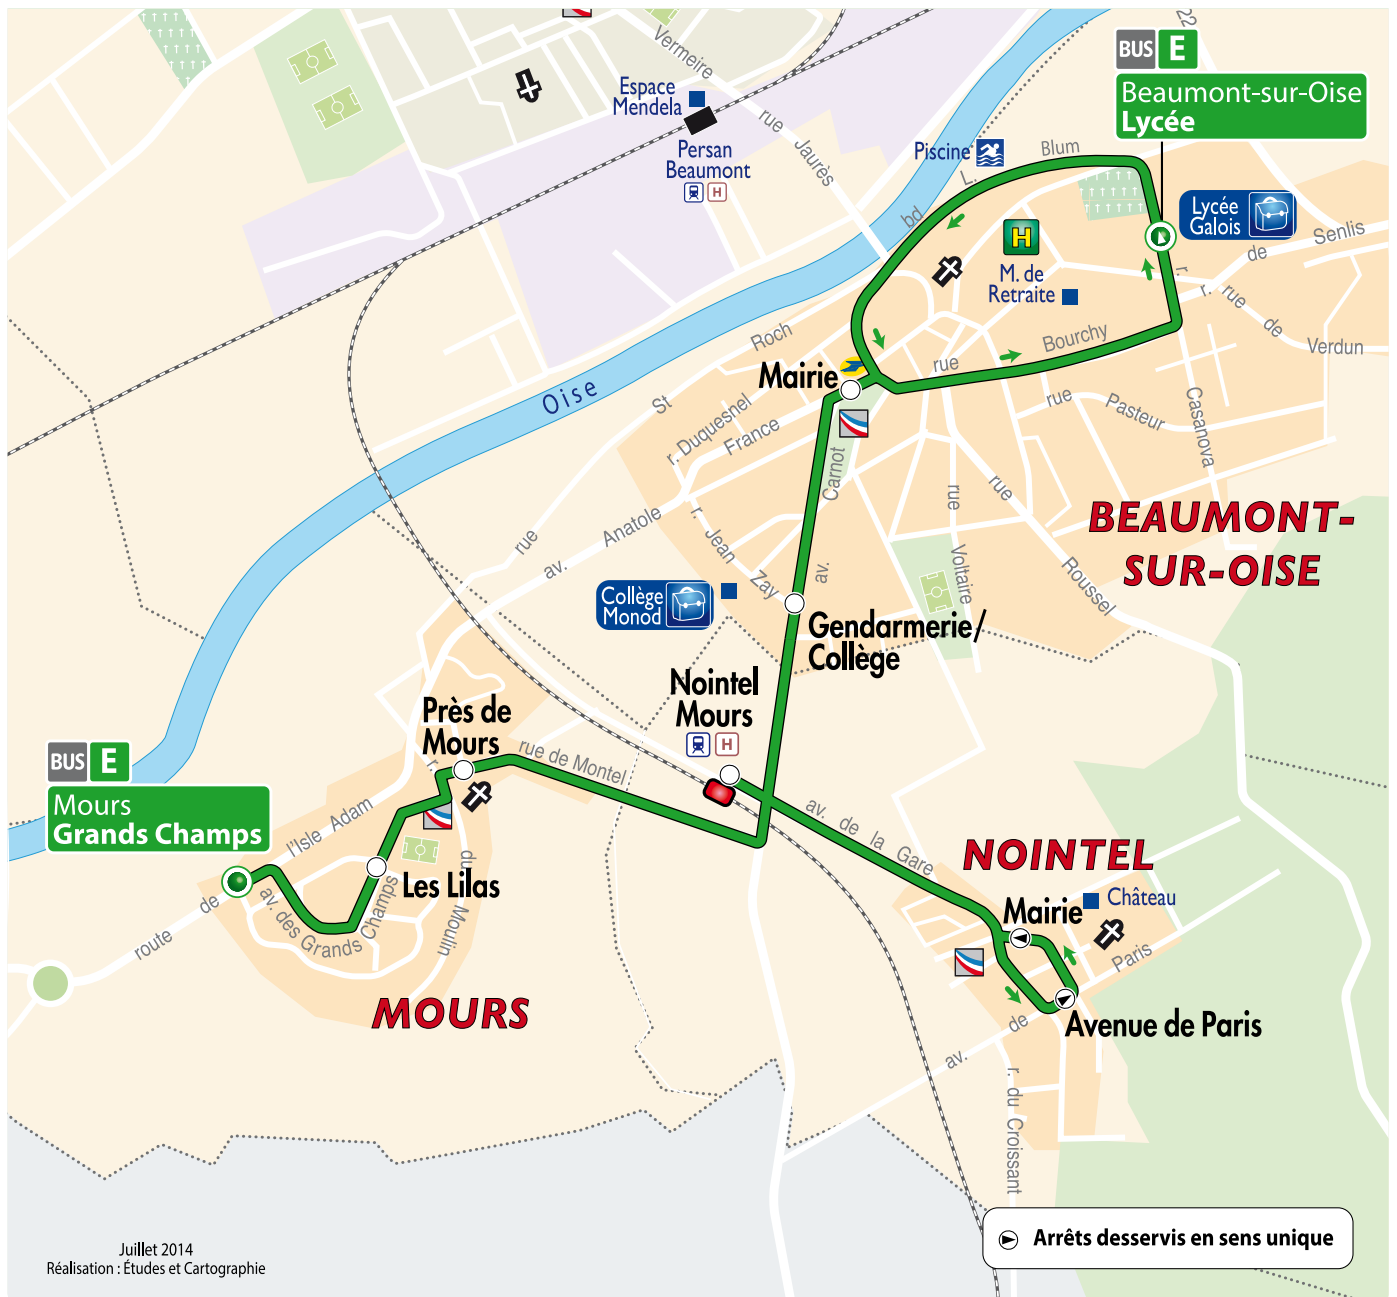 BUS E
Beaumont-sur-Oise
Lycée
22
Vermeire
rue
Jaurès
Espace
Mendela
Persan
Beaumont
H
Piscine
bd
L.
Blum
Lycée
Galois
H
M. de
Retraite
r.
r.
de
Senlis
rue
de
Verdun
rue
Bourchy
Oise
rue
St
Roch
Mairie
r. Duquesnel
av.
Anatole
France
rue
Pasteur
Casanova
av.
Carnot
rue
Voltaire
rue
Roussel
BEAUMONT-
SUR-OISE
r.
Jean
Zay
Collège
Monod
Gendarmerie/
Collège
Nointel
Mours
H
Près de
Mours
rue de Montel
r.
du
Moulin
BUS E
Mours
Grands Champs
route
de
l'Isle Adam
Les Lilas
av. des Grands Champs
MOURS
av. de la Gare
NOINTEL
Mairie
Château
av.
de
Paris
Avenue de Paris
r. du Croissant
Juillet 2014
Réalisation : Études et Cartographie
Arrêts desservis en sens unique